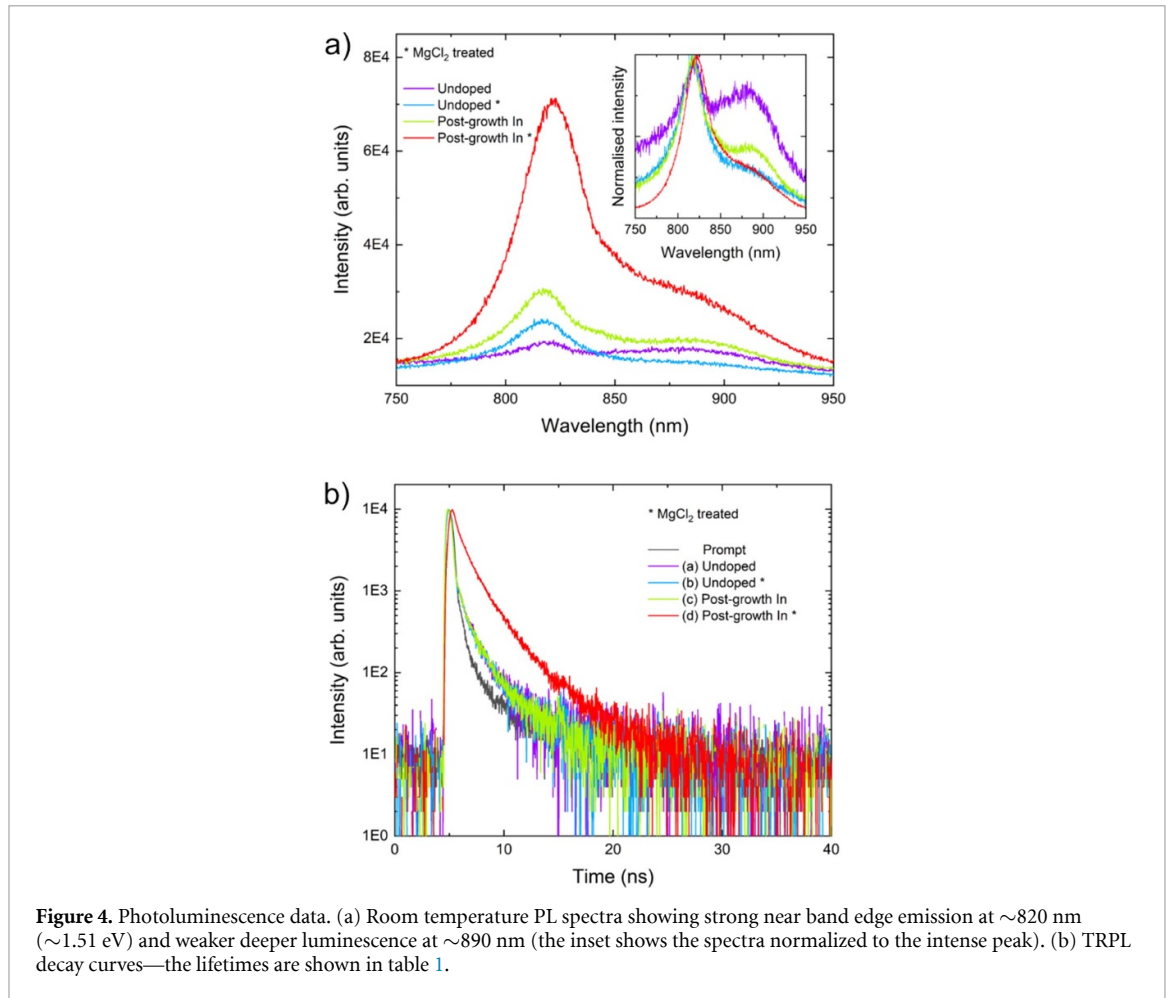 a)
* MgCl₂ treated
Undoped
Undoped *
Post-growth In
Post-growth In *
8E4
6E4
4E4
2E4
Intensity (arb. units)
750 800 850 900 950
Wavelength (nm)
Normalised intensity
750 800 850 900 950
Wavelength (nm)
b)
* MgCl₂ treated
Prompt
(a) Undoped
(b) Undoped *
(c) Post-growth In
(d) Post-growth In *
1E4
1E3
1E2
1E1
1E0
Intensity (arb. units)
0 10 20 30 40
Time (ns)
Figure 4. Photoluminescence data. (a) Room temperature PL spectra showing strong near band edge emission at ∼820 nm
(∼1.51 eV) and weaker deeper luminescence at ∼890 nm (the inset shows the spectra normalized to the intense peak). (b) TRPL
decay curves—the lifetimes are shown in table 1.